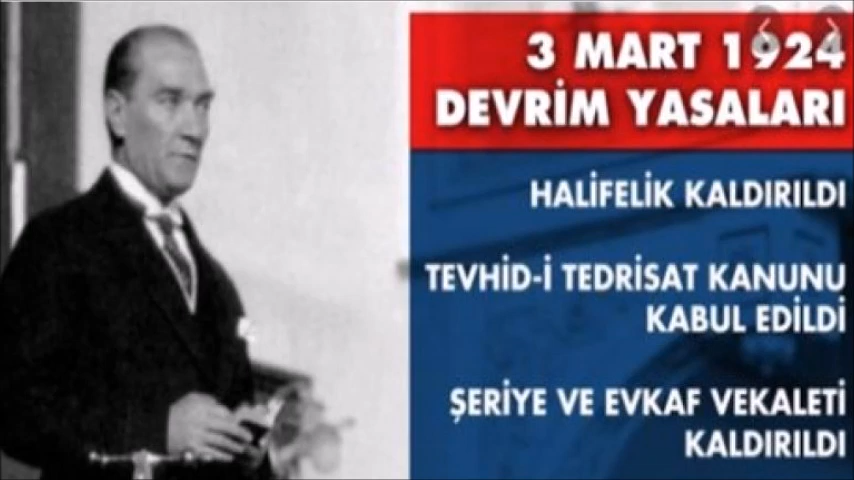 3 MART 1924
DEVRİM YASALARI
HALİFELİK KALDIRILDI
TEVHİD-İ TEDRİSAT KANUNU
KABUL EDİLDİ
ŞERİYE VE EVKAF VEKALETİ
KALDIRILDI